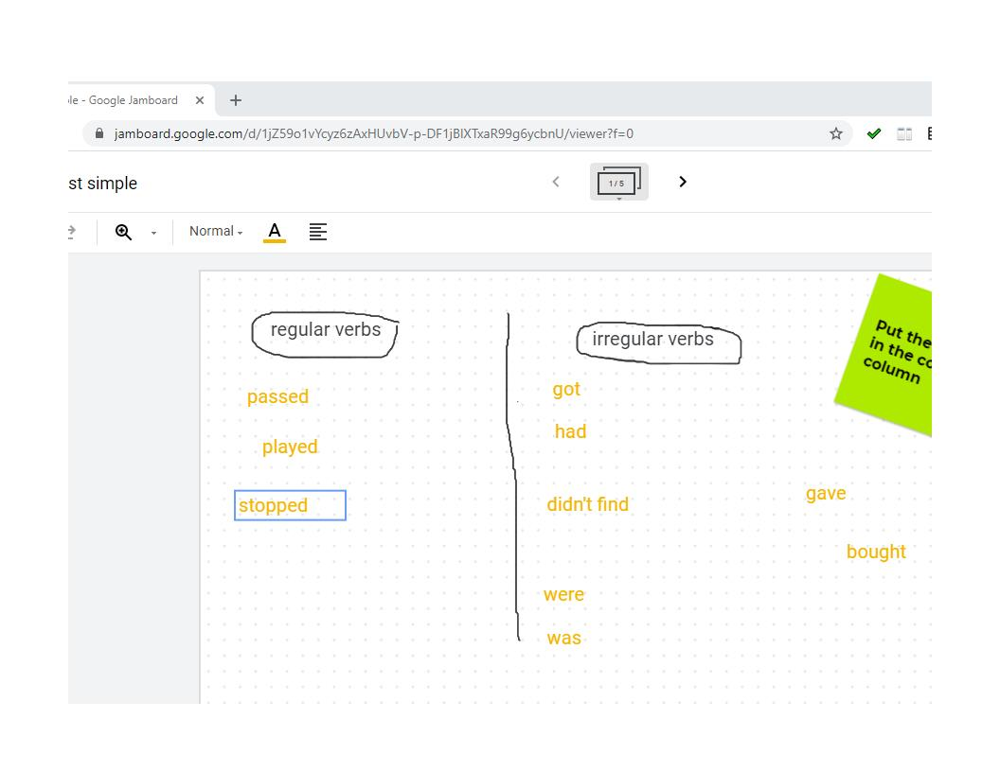 le - Google Jamboard
jamboard.google.com/d/1jZ59o1vYcyz6zAxHUvbV-p-DF1jBlXTxaR99g6ycbnU/viewer?f=0
st simple
1 / 5
Normal
A
regular verbs
irregular verbs
Put the
in the co
column
passed
got
played
had
stopped
didn't find
gave
bought
were
was